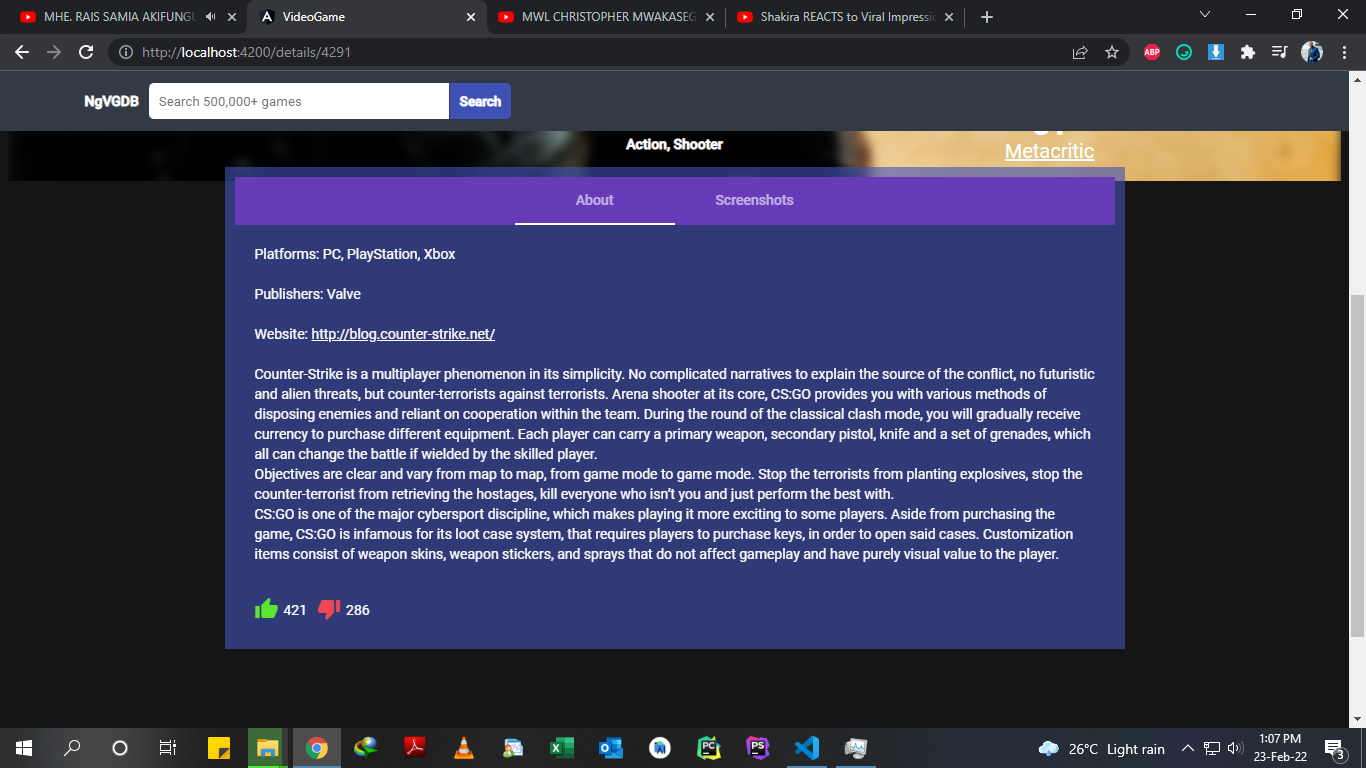 MHE. RAIS SAMIA AKIFUNGU
VideoGame
MWL CHRISTOPHER MWAKASEG
Shakira REACTS to Viral Impressi
http://localhost:4200/details/4291
ABP
NgVGDB
Search 500,000+ games
Search
Action, Shooter
Metacritic
About
Screenshots
Platforms: PC, PlayStation, Xbox
Publishers: Valve
Website: http://blog.counter-strike.net/
Counter-Strike is a multiplayer phenomenon in its simplicity. No complicated narratives to explain the source of the conflict, no futuristic
and alien threats, but counter-terrorists against terrorists. Arena shooter at its core, CS:GO provides you with various methods of
disposing enemies and reliant on cooperation within the team. During the round of the classical clash mode, you will gradually receive
currency to purchase different equipment. Each player can carry a primary weapon, secondary pistol, knife and a set of grenades, which
all can change the battle if wielded by the skilled player.
Objectives are clear and vary from map to map, from game mode to game mode. Stop the terrorists from planting explosives, stop the
counter-terrorist from retrieving the hostages, kill everyone who isn't you and just perform the best with.
CS:GO is one of the major cybersport discipline, which makes playing it more exciting to some players. Aside from purchasing the
game, CS:GO is infamous for its loot case system, that requires players to purchase keys, in order to open said cases. Customization
items consist of weapon skins, weapon stickers, and sprays that do not affect gameplay and have purely visual value to the player.
421
286
PC
PS
26°C Light rain
1:07 PM
23-Feb-22
3